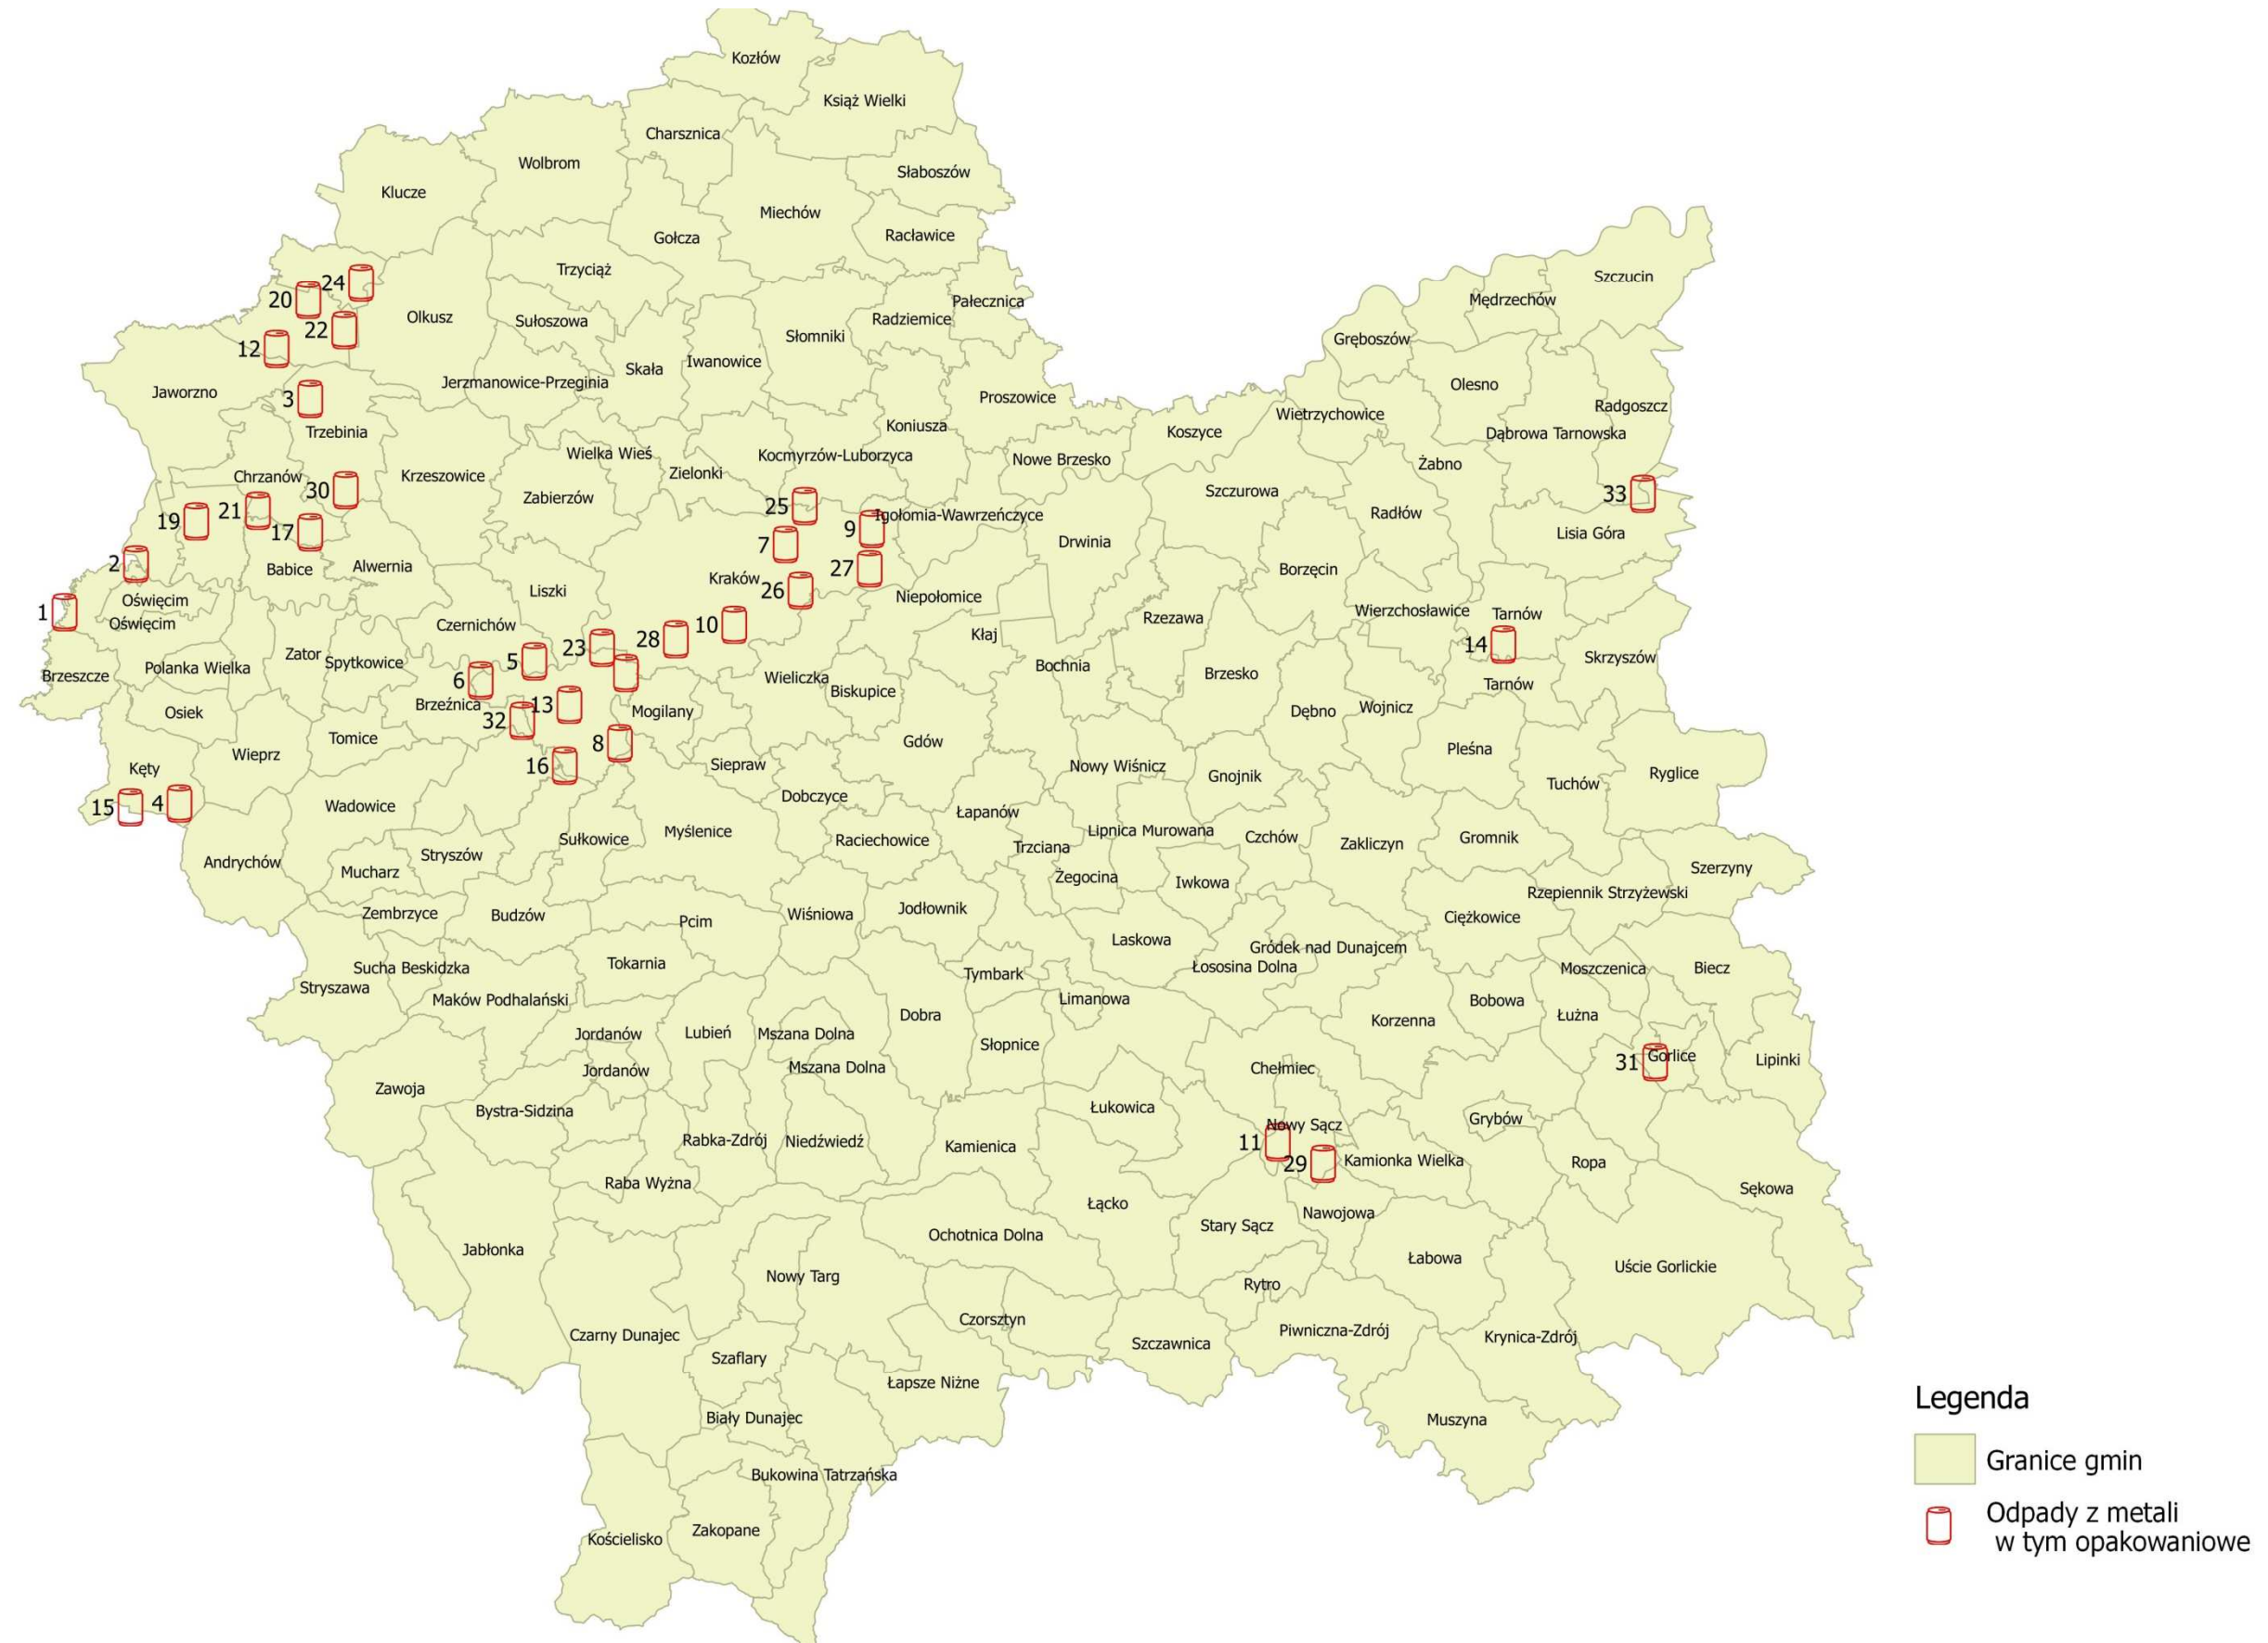 Kozłów
Książ Wielki
Charsznica
Wolbrom
Słaboszów
Klucze
Miechów
Racławice
Gołcza
Trzyciąż
Szczucin
24
20
Pałecznica
Mędrzechów
Olkusz
Sułoszowa
Radziemice
22
Słomniki
Gręboszów
12
Iwanowice
Skała
Jerzmanowice-Przeginia
Olesno
Jaworzno
3
Proszowice
Radgoszcz
Wietrzychowice
Koniusza
Trzebinia
Koszyce
Dąbrowa Tarnowska
Wielka Wieś
Kocmyrzów-Luborzyca
Nowe Brzesko
Żabno
Zielonki
Chrzanów
Krzeszowice
30
Szczurowa
33
Zabierzów
25
21
19
Igołomia-Wawrzeńczyce
Radłów
17
9
Lisia Góra
7
Drwinia
2
Alwernia
Babice
27
Borzęcin
Kraków
26
Liszki
Niepołomice
Oświęcim
1
Wierzchosławice
Tarnów
Rzezawa
Oświęcim
Czernichów
10
28
Kłaj
14
23
Zator
Skrzyszów
5
Spytkowice
Bochnia
Polanka Wielka
Brzesko
Brzeszcze
Wieliczka
6
Tarnów
Biskupice
Brzeźnica
13
Wojnicz
Mogilany
Dębno
Osiek
32
Tomice
Gdów
8
Pleśna
Wieprz
Siepraw
16
Nowy Wiśnicz
Kęty
Ryglice
Gnojnik
Tuchów
Dobczyce
4
15
Wadowice
Łapanów
Myślenice
Lipnica Murowana
Sułkowice
Raciechowice
Czchów
Gromnik
Zakliczyn
Trzciana
Stryszów
Andrychów
Szerzyny
Mucharz
Żegocina
Iwkowa
Rzepiennik Strzyżewski
Jodłownik
Zembrzyce
Budzów
Wiśniowa
Ciężkowice
Pcim
Laskowa
Gródek nad Dunajcem
Tokarnia
Łososina Dolna
Sucha Beskidzka
Moszczenica
Biecz
Tymbark
Stryszawa
Maków Podhalański
Limanowa
Bobowa
Dobra
Łużna
Korzenna
Lubień
Jordanów
Mszana Dolna
Słopnice
Gorlice
31
Lipinki
Mszana Dolna
Chełmiec
Jordanów
Zawoja
Łukowica
Bystra-Sidzina
Grybów
Nowy Sącz
Rabka-Zdrój
Niedźwiedź
11
Kamienica
29
Kamionka Wielka
Ropa
Raba Wyżna
Sękowa
Łącko
Nawojowa
Stary Sącz
Ochotnica Dolna
Jabłonka
Łabowa
Uście Gorlickie
Nowy Targ
Rytro
Czorsztyn
Piwniczna-Zdrój
Czarny Dunajec
Krynica-Zdrój
Szczawnica
Szaflary
Łapsze Niżne
Biały Dunajec
Muszyna
Bukowina Tatrzańska
Zakopane
Kościelisko
Legenda
Granice gmin
Odpady z metali
w tym opakowaniowe